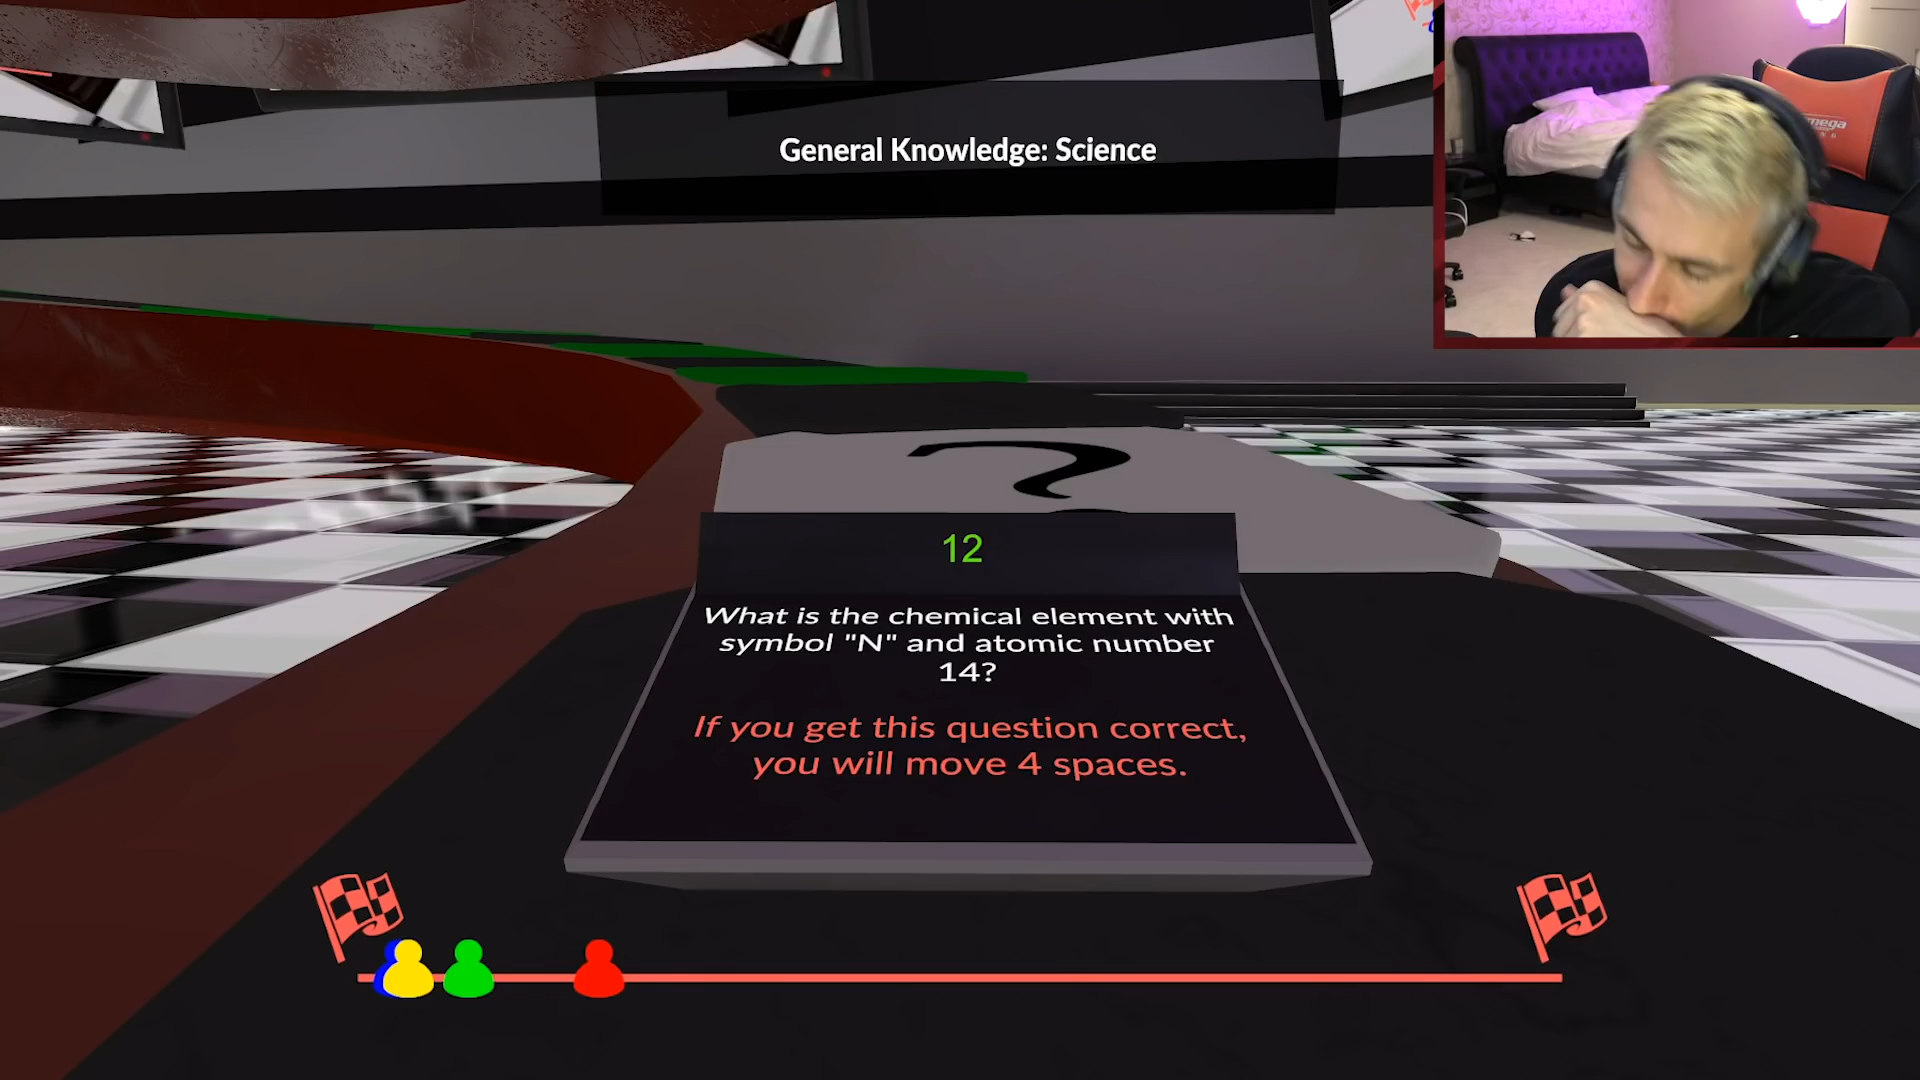 General Knowledge: Science
mega
?
12
What is the chemical element with
symbol "N" and atomic number
14?
If you get this question correct,
you will move 4 spaces.